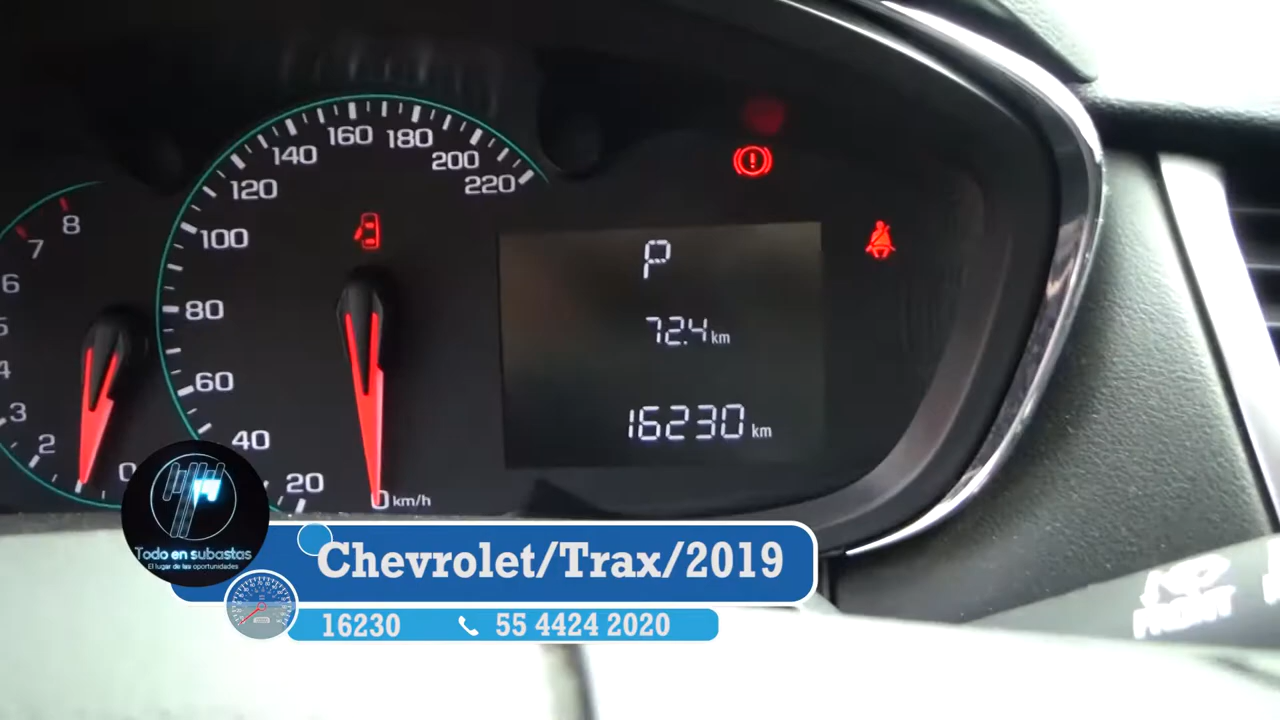 160
180
140
200
120
220
8
7
100
6
P
5
80
72.4 km
4
60
3
16230 km
2
40
0
20
0 km/h
Todo en subastas
El lugar de las oportunidades
Chevrolet/Trax/2019
16230
55 4424 2020
FRONT